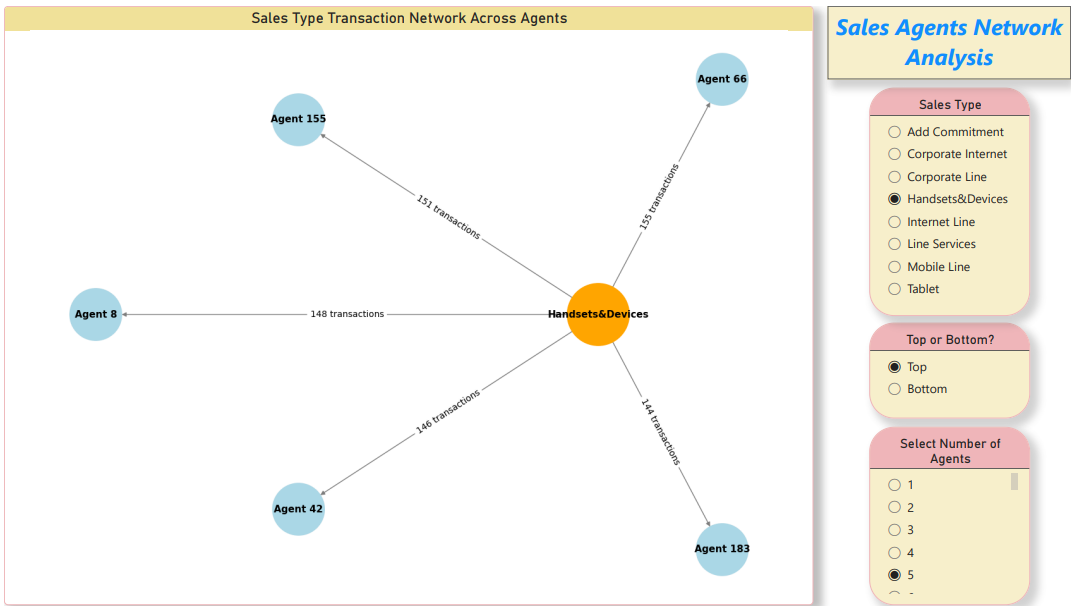 Sales Type Transaction Network Across Agents
Agent 66
Agent 155
155 transactions
151 transactions
Agent 8
148 transactions
Handsets&Devices
146 transactions
144 transactions
Agent 42
Agent 183
Sales Agents Network
Analysis
Sales Type
Add Commitment
Corporate Internet
Corporate Line
Handsets&Devices
Internet Line
Line Services
Mobile Line
Tablet
Top or Bottom?
Top
Bottom
Select Number of
Agents
1
2
3
4
5